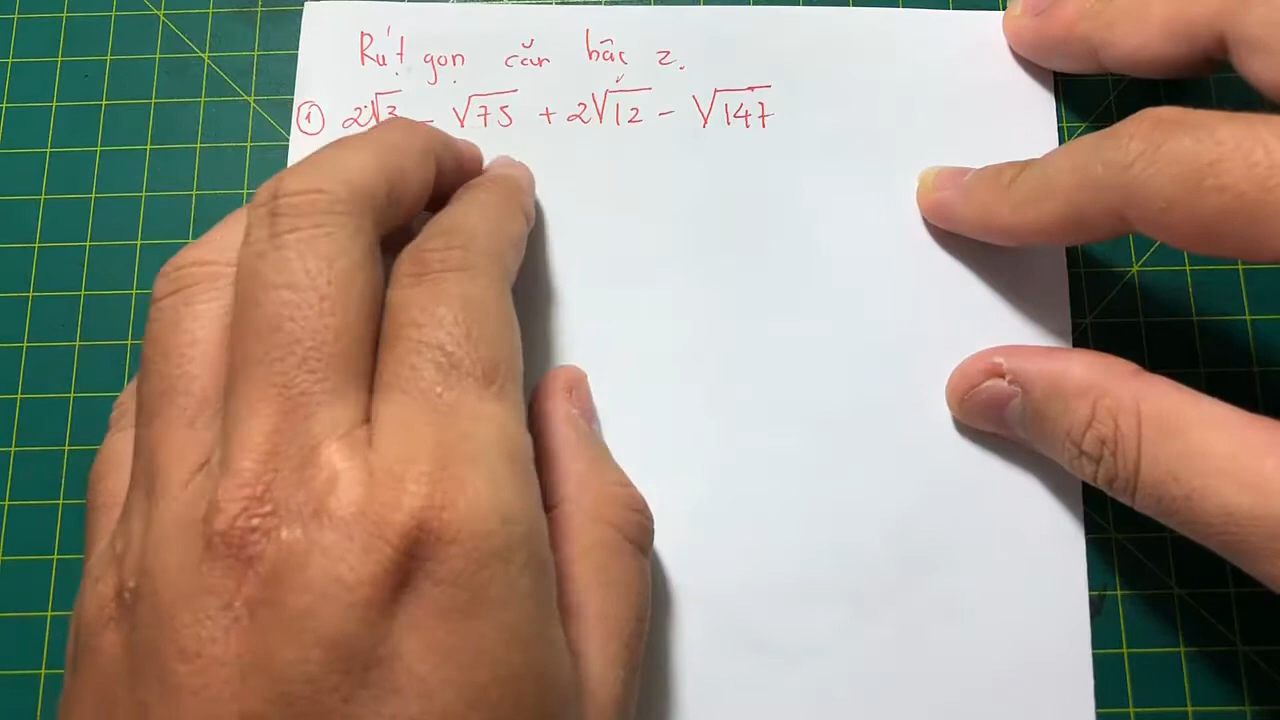 Rút gọn căn bậc 2.
① 2√3 - √75 + 2√12 - √147